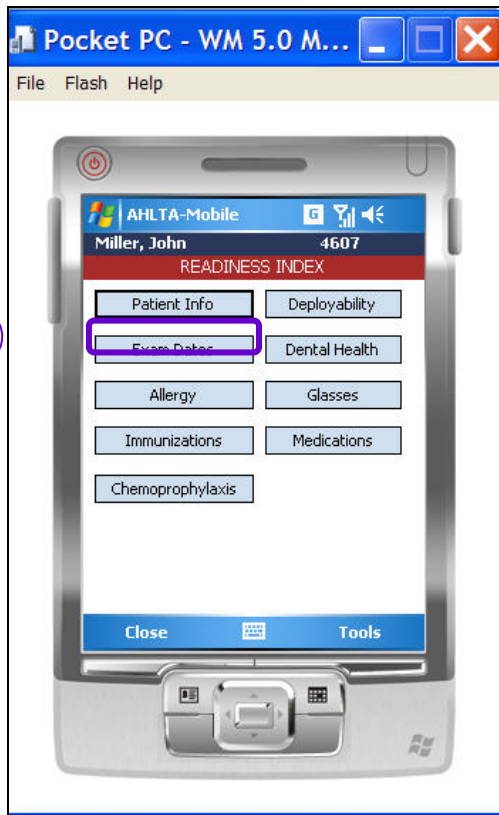 Pocket PC - WM 5.0 M...
File Flash Help
AHLTA-Mobile G
Miller, John 4607
READINESS INDEX
Patient Info Deployability
Exam Dates Dental Health
Allergy Glasses
Immunizations Medications
Chemoprophylaxis
Close Tools